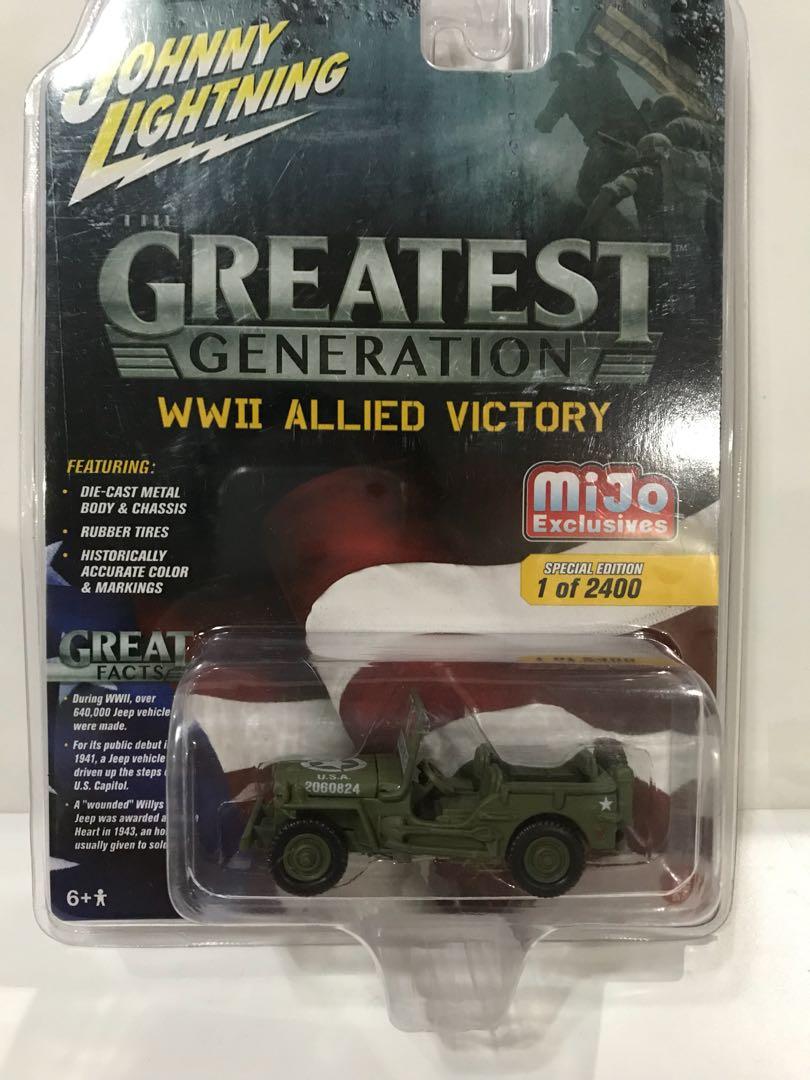 JOHNNY
LIGHTNING
THE
GREATEST™
GENERATION
WWII ALLIED VICTORY
FEATURING:
• DIE-CAST METAL
BODY & CHASSIS
• RUBBER TIRES
• HISTORICALLY
ACCURATE COLOR
& MARKINGS
MiJo
Exclusives
SPECIAL EDITION
1 of 2400
GREAT
FACTS
• During WWII, over
640,000 Jeep vehicle
were made.
• For its public debut
1941, a Jeep vehicle
driven up the steps
U.S. Capitol.
• A "wounded" Willys
Jeep was awarded a
Heart in 1943, an
usually given to
6+
U.S.A.
2060824